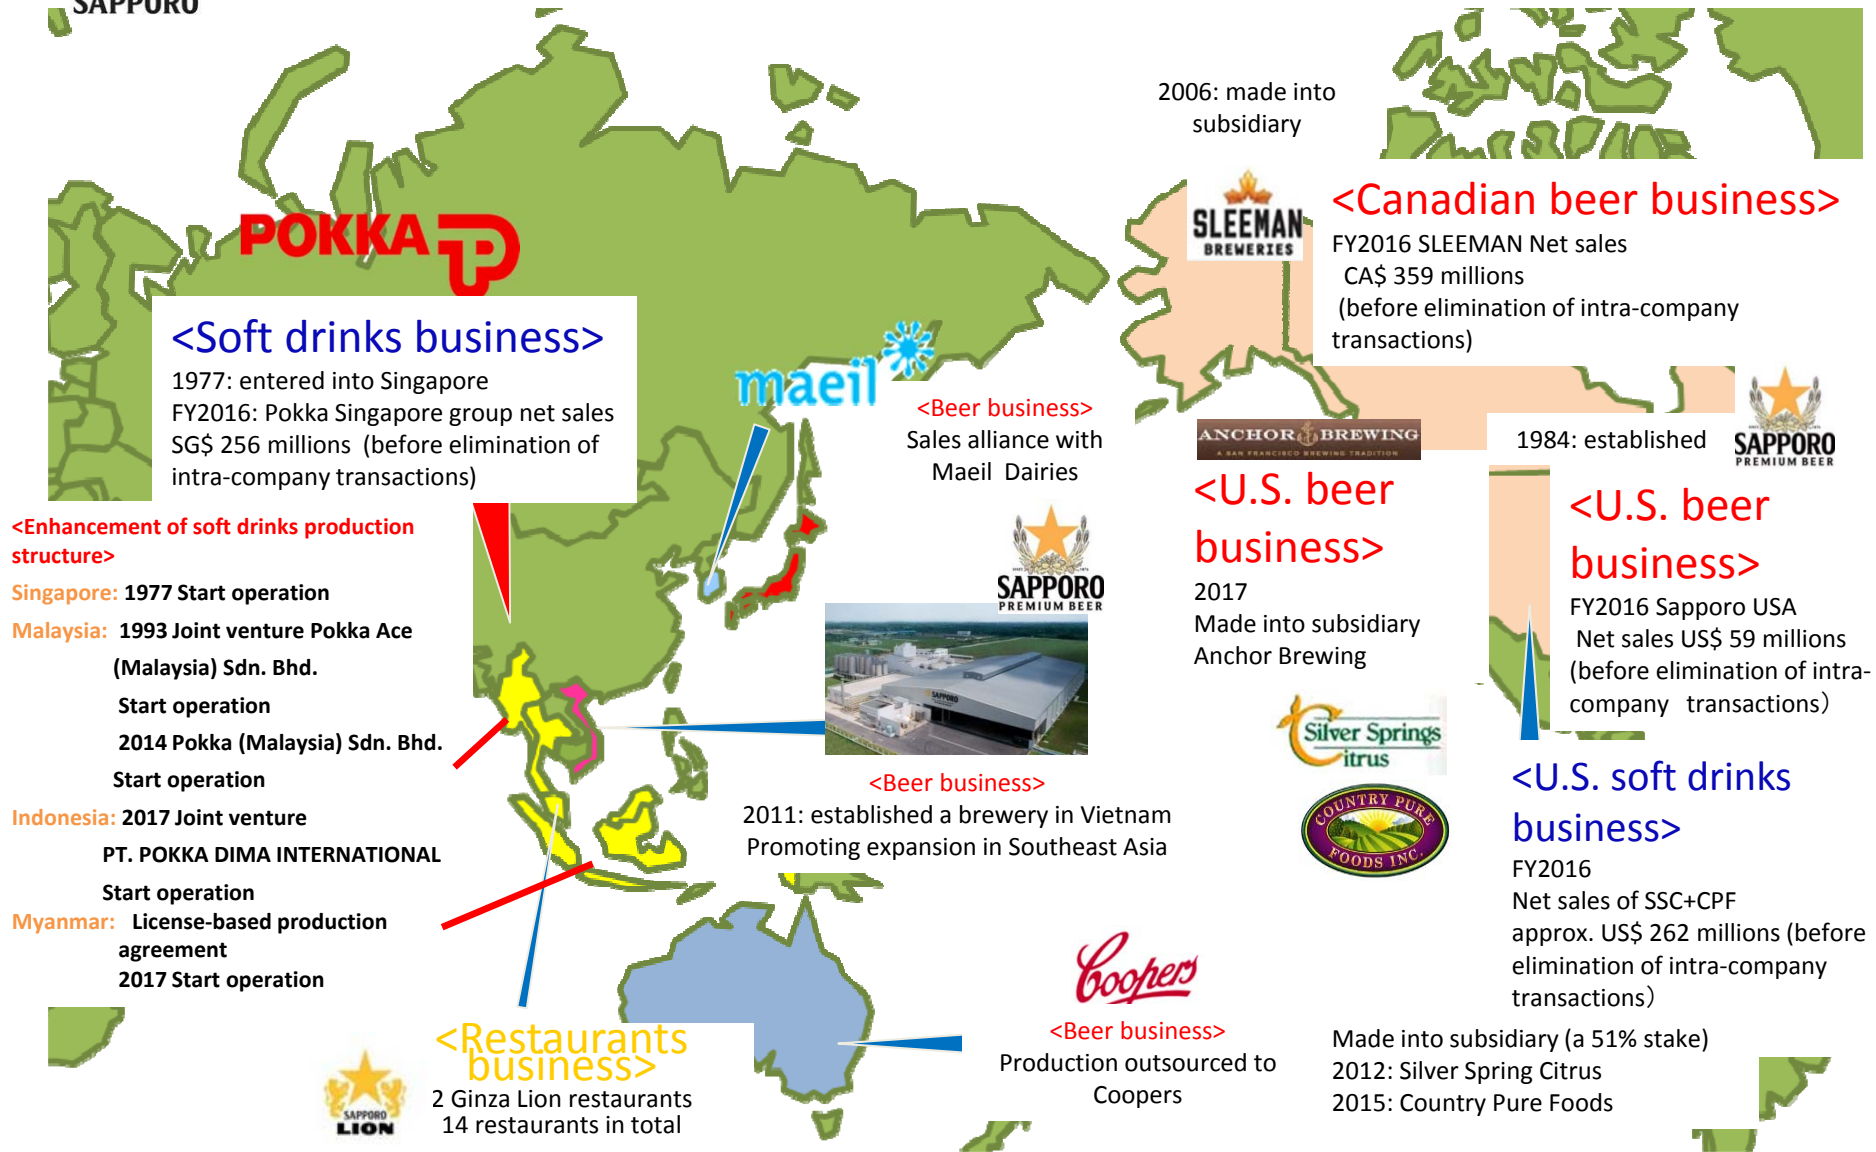 SAPPORO
2006: made into
subsidiary
SLEEMAN
BREWERIES
<Canadian beer business>
FY2016 SLEEMAN Net sales
CA$ 359 millions
(before elimination of intra-company
transactions)
POKKA
<Soft drinks business>
1977: entered into Singapore
FY2016: Pokka Singapore group net sales
SG$ 256 millions (before elimination of
intra-company transactions)
maeil
<Beer business>
Sales alliance with
Maeil Dairies
ANCHOR BREWING
A SAN FRANCISCO BREWING TRADITION
<U.S. beer
business>
2017
Made into subsidiary
Anchor Brewing
1984: established
SAPPORO
PREMIUM BEER
<U.S. beer
business>
FY2016 Sapporo USA
Net sales US$ 59 millions
(before elimination of intra-
company transactions）
<Enhancement of soft drinks production
structure>
Singapore: 1977 Start operation
Malaysia: 1993 Joint venture Pokka Ace
(Malaysia) Sdn. Bhd.
Start operation
2014 Pokka (Malaysia) Sdn. Bhd.
Start operation
Indonesia: 2017 Joint venture
PT. POKKA DIMA INTERNATIONAL
Start operation
Myanmar: License-based production
agreement
2017 Start operation
SAPPORO
PREMIUM BEER
SAPPORO
<Beer business>
2011: established a brewery in Vietnam
Promoting expansion in Southeast Asia
Silver Springs
Citrus
COUNTRY PURE
FOODS INC.
<U.S. soft drinks
business>
FY2016
Net sales of SSC+CPF
approx. US$ 262 millions (before
elimination of intra-company
transactions）
Made into subsidiary (a 51% stake)
2012: Silver Spring Citrus
2015: Country Pure Foods
Coopers
<Beer business>
Production outsourced to
Coopers
SAPPORO
LION
<Restaurants
business>
2 Ginza Lion restaurants
14 restaurants in total